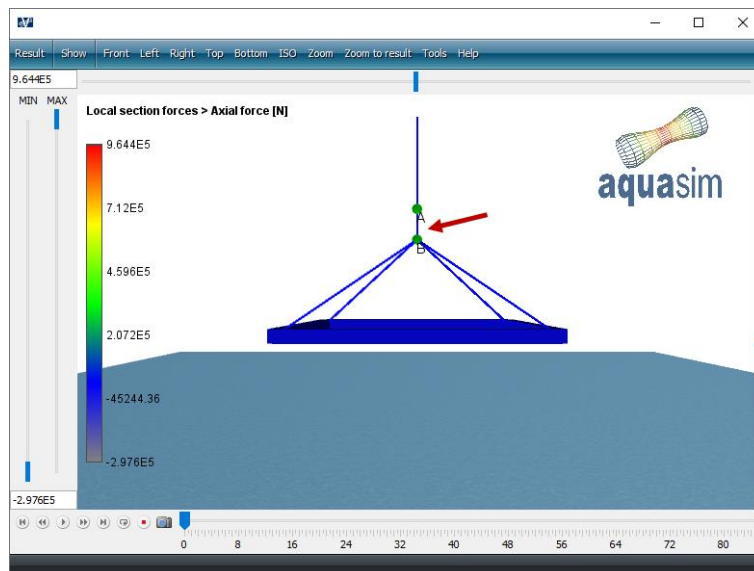 Result Show Front Left Right Top Bottom ISO Zoom Zoom to result Tools Help
9.644E5
MIN MAX
Local section forces > Axial force [N]
9.644E5
7.12E5
4.596E5
2.072E5
-45244.36
-2.976E5
aquasim
A
B
-2.976E5
0 8 16 24 32 40 48 56 64 72 80